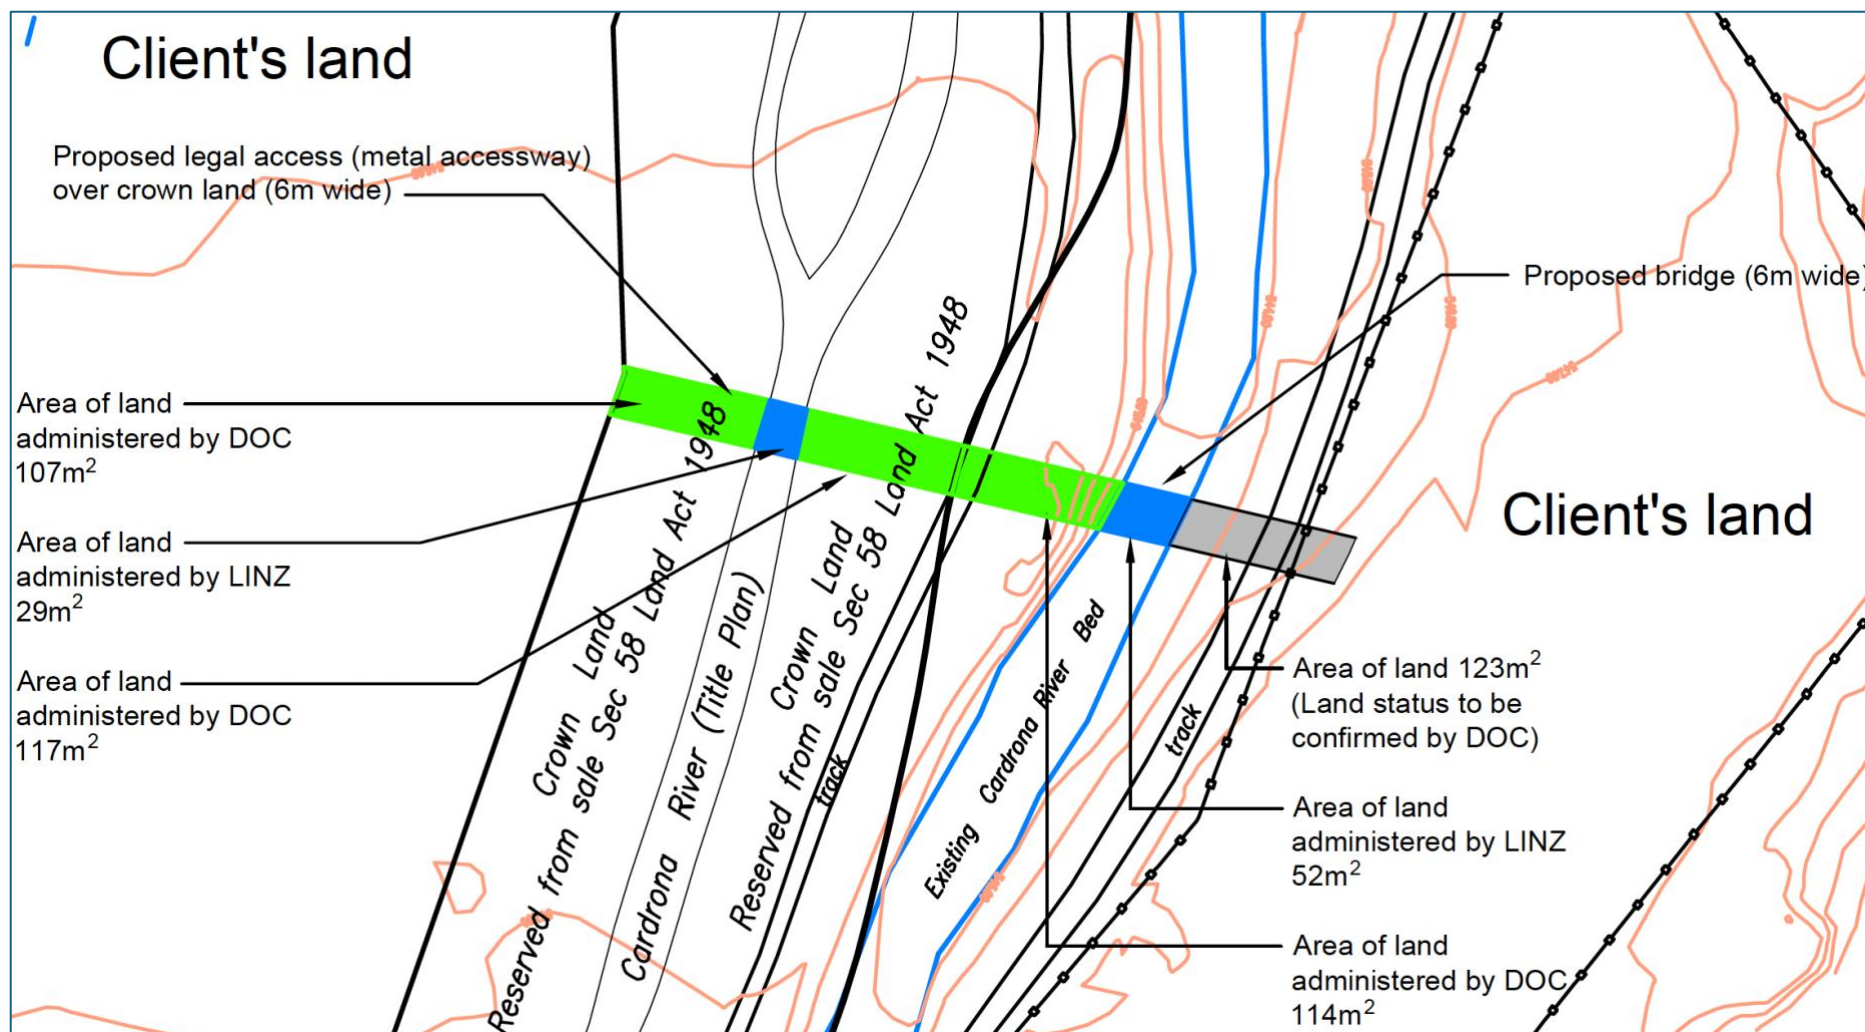 Client's land
Proposed legal access (metal accessway)
over crown land (6m wide)
Proposed bridge (6m wide)
Area of land
administered by DOC
107m²
Area of land
administered by LINZ
29m²
Area of land
administered by DOC
117m²
Crown Land
Reserved from sale Sec 58 Land Act 1948
Cardrona River (Title Plan)
Crown Land
Reserved from sale Sec 58 Land Act 1948
track
Existing Cardrona River Bed
track
Client's land
Area of land 123m²
(Land status to be
confirmed by DOC)
Area of land
administered by LINZ
52m²
Area of land
administered by DOC
114m²